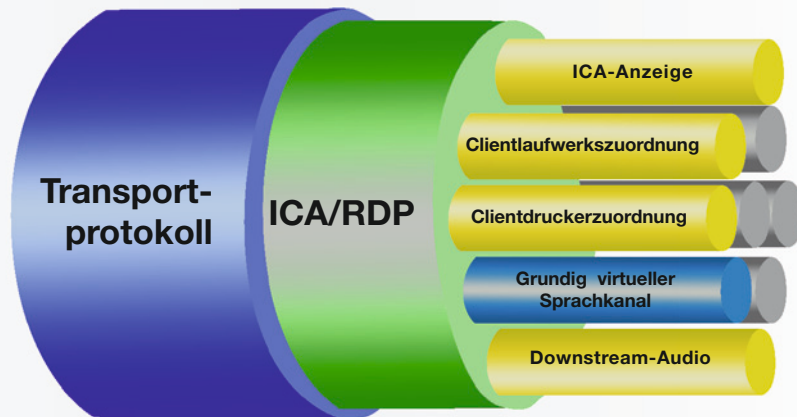 Transport-
protokoll
ICA/RDP
ICA-Anzeige
Clientlaufwerkszuordnung
Clientdruckerzuordnung
Grundig virtueller
Sprachkanal
Downstream-Audio